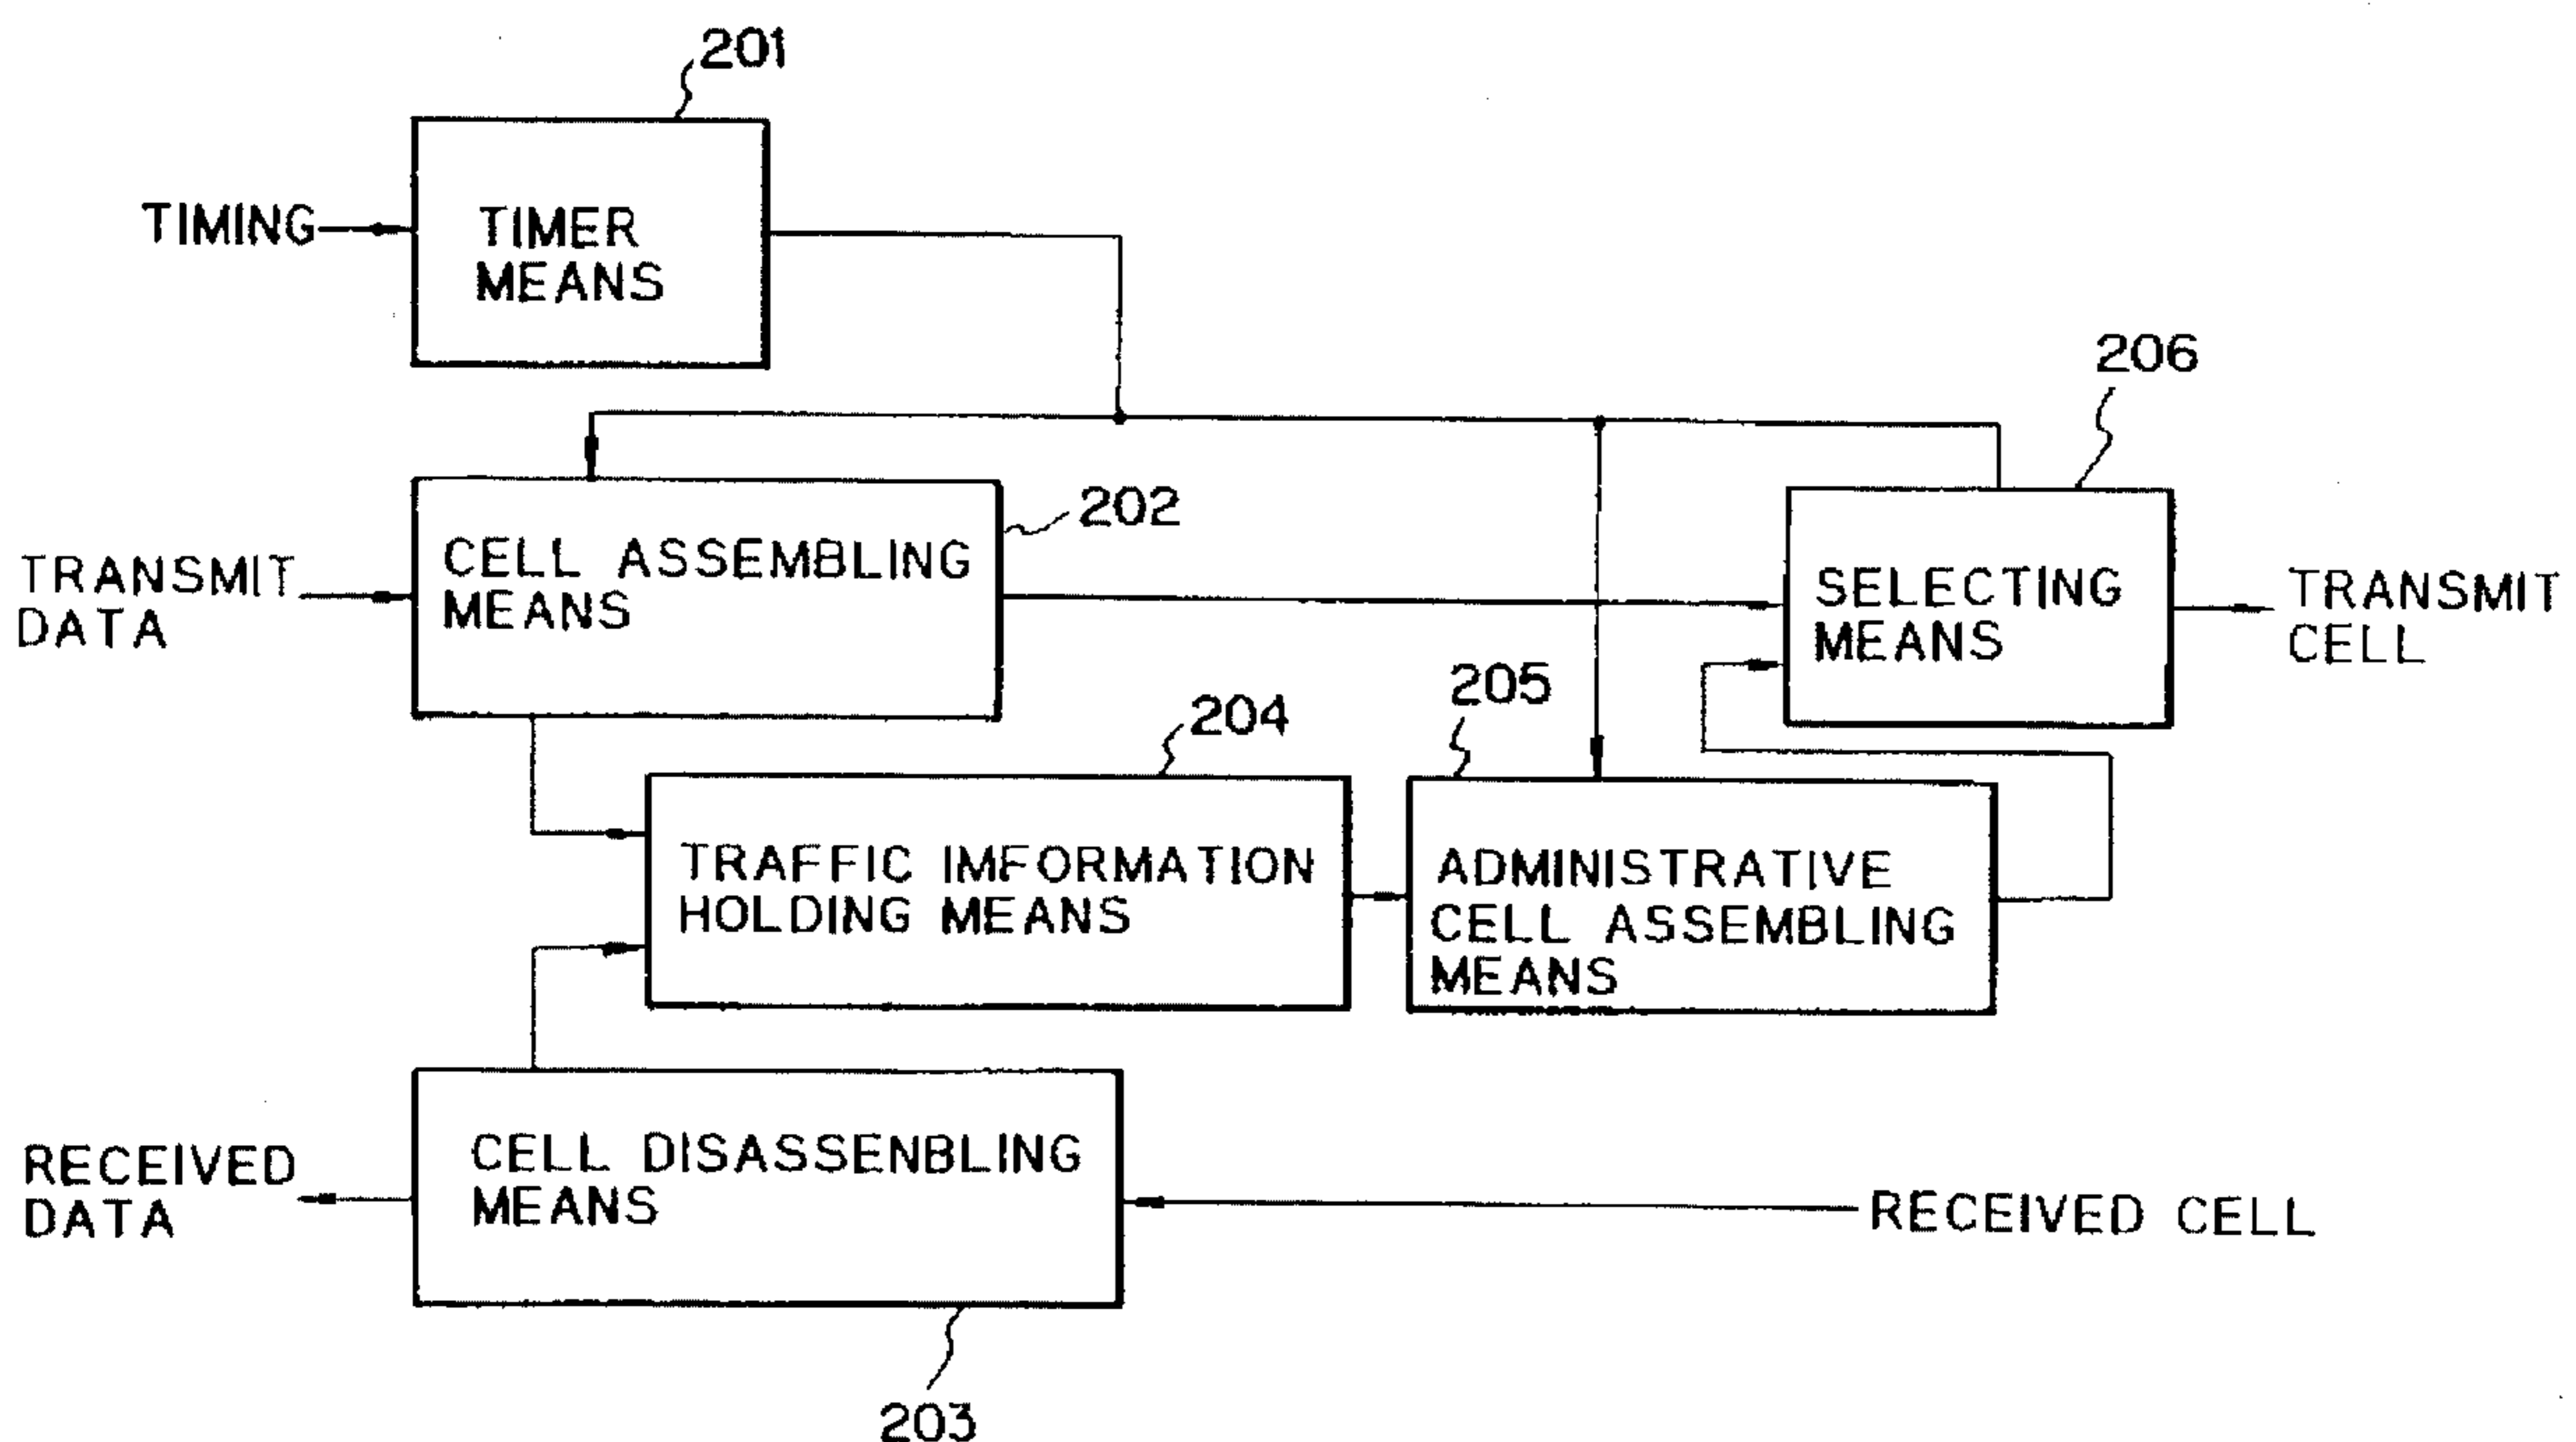 201
TIMING
TIMER
MEANS
206
202
TRANSMIT
DATA
CELL ASSEMBLING
MEANS
SELECTING
MEANS
TRANSMIT
CELL
205
204
TRAFFIC IMFORMATION
HOLDING MEANS
ADMINISTRATIVE
CELL ASSEMBLING
MEANS
RECEIVED
DATA
CELL DISASSENBLING
MEANS
RECEIVED CELL
203